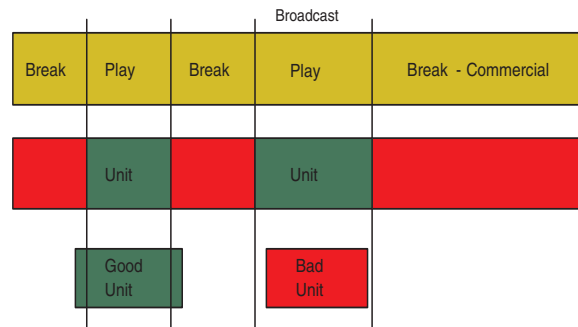 Broadcast
Break Play Break Play Break - Commercial
Unit Unit
Good Bad
Unit Unit